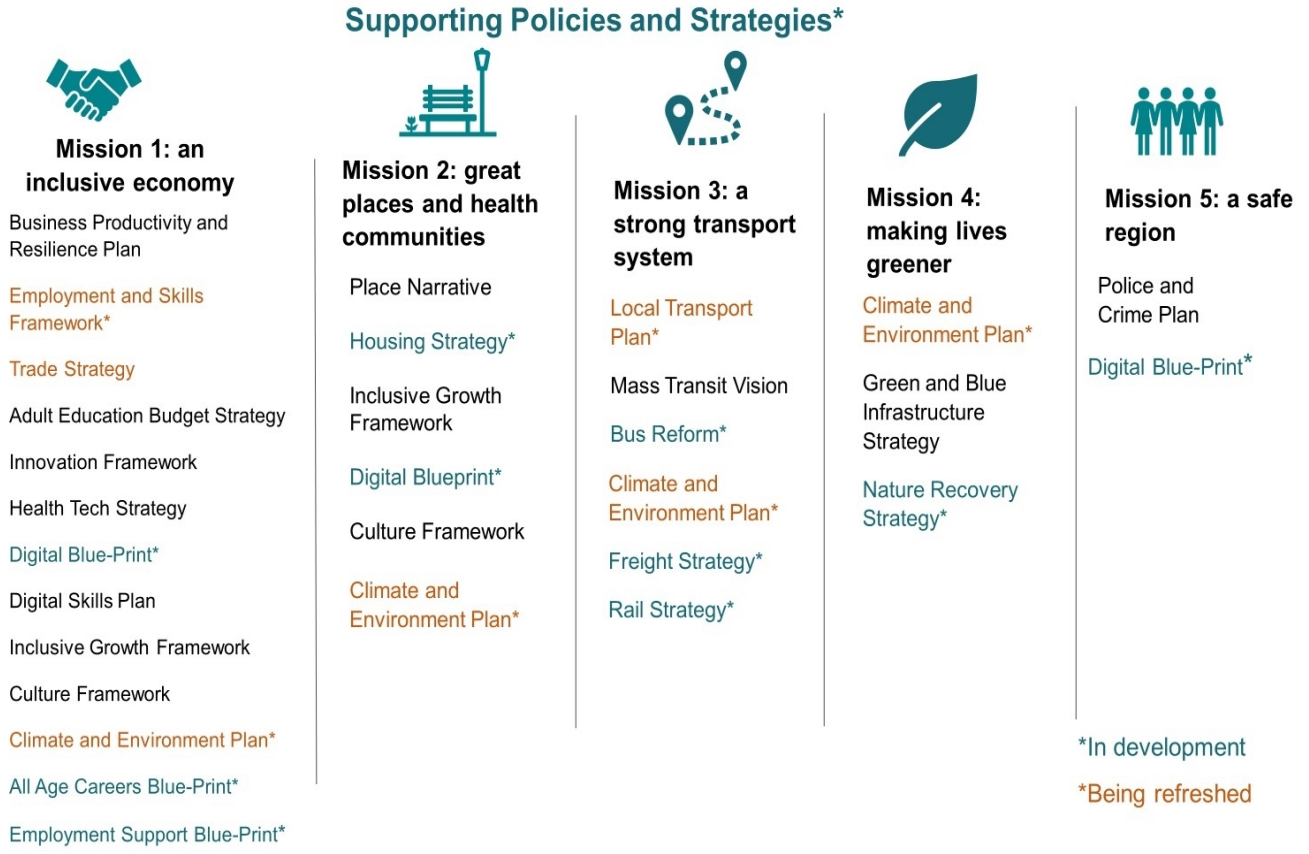 Supporting Policies and Strategies*
Mission 1: an
inclusive economy
Business Productivity and
Resilience Plan
Employment and Skills
Framework*
Trade Strategy
Adult Education Budget Strategy
Innovation Framework
Health Tech Strategy
Digital Blue-Print*
Digital Skills Plan
Inclusive Growth Framework
Culture Framework
Climate and Environment Plan*
All Age Careers Blue-Print*
Employment Support Blue-Print*
Mission 2: great
places and health
communities
Place Narrative
Housing Strategy*
Inclusive Growth
Framework
Digital Blueprint*
Culture Framework
Climate and
Environment Plan*
Mission 3: a
strong transport
system
Local Transport
Plan*
Mass Transit Vision
Bus Reform*
Climate and
Environment Plan*
Freight Strategy*
Rail Strategy*
Mission 4:
making lives
greener
Climate and
Environment Plan*
Green and Blue
Infrastructure
Strategy
Nature Recovery
Strategy*
Mission 5: a safe
region
Police and
Crime Plan
Digital Blue-Print*
*In development
*Being refreshed